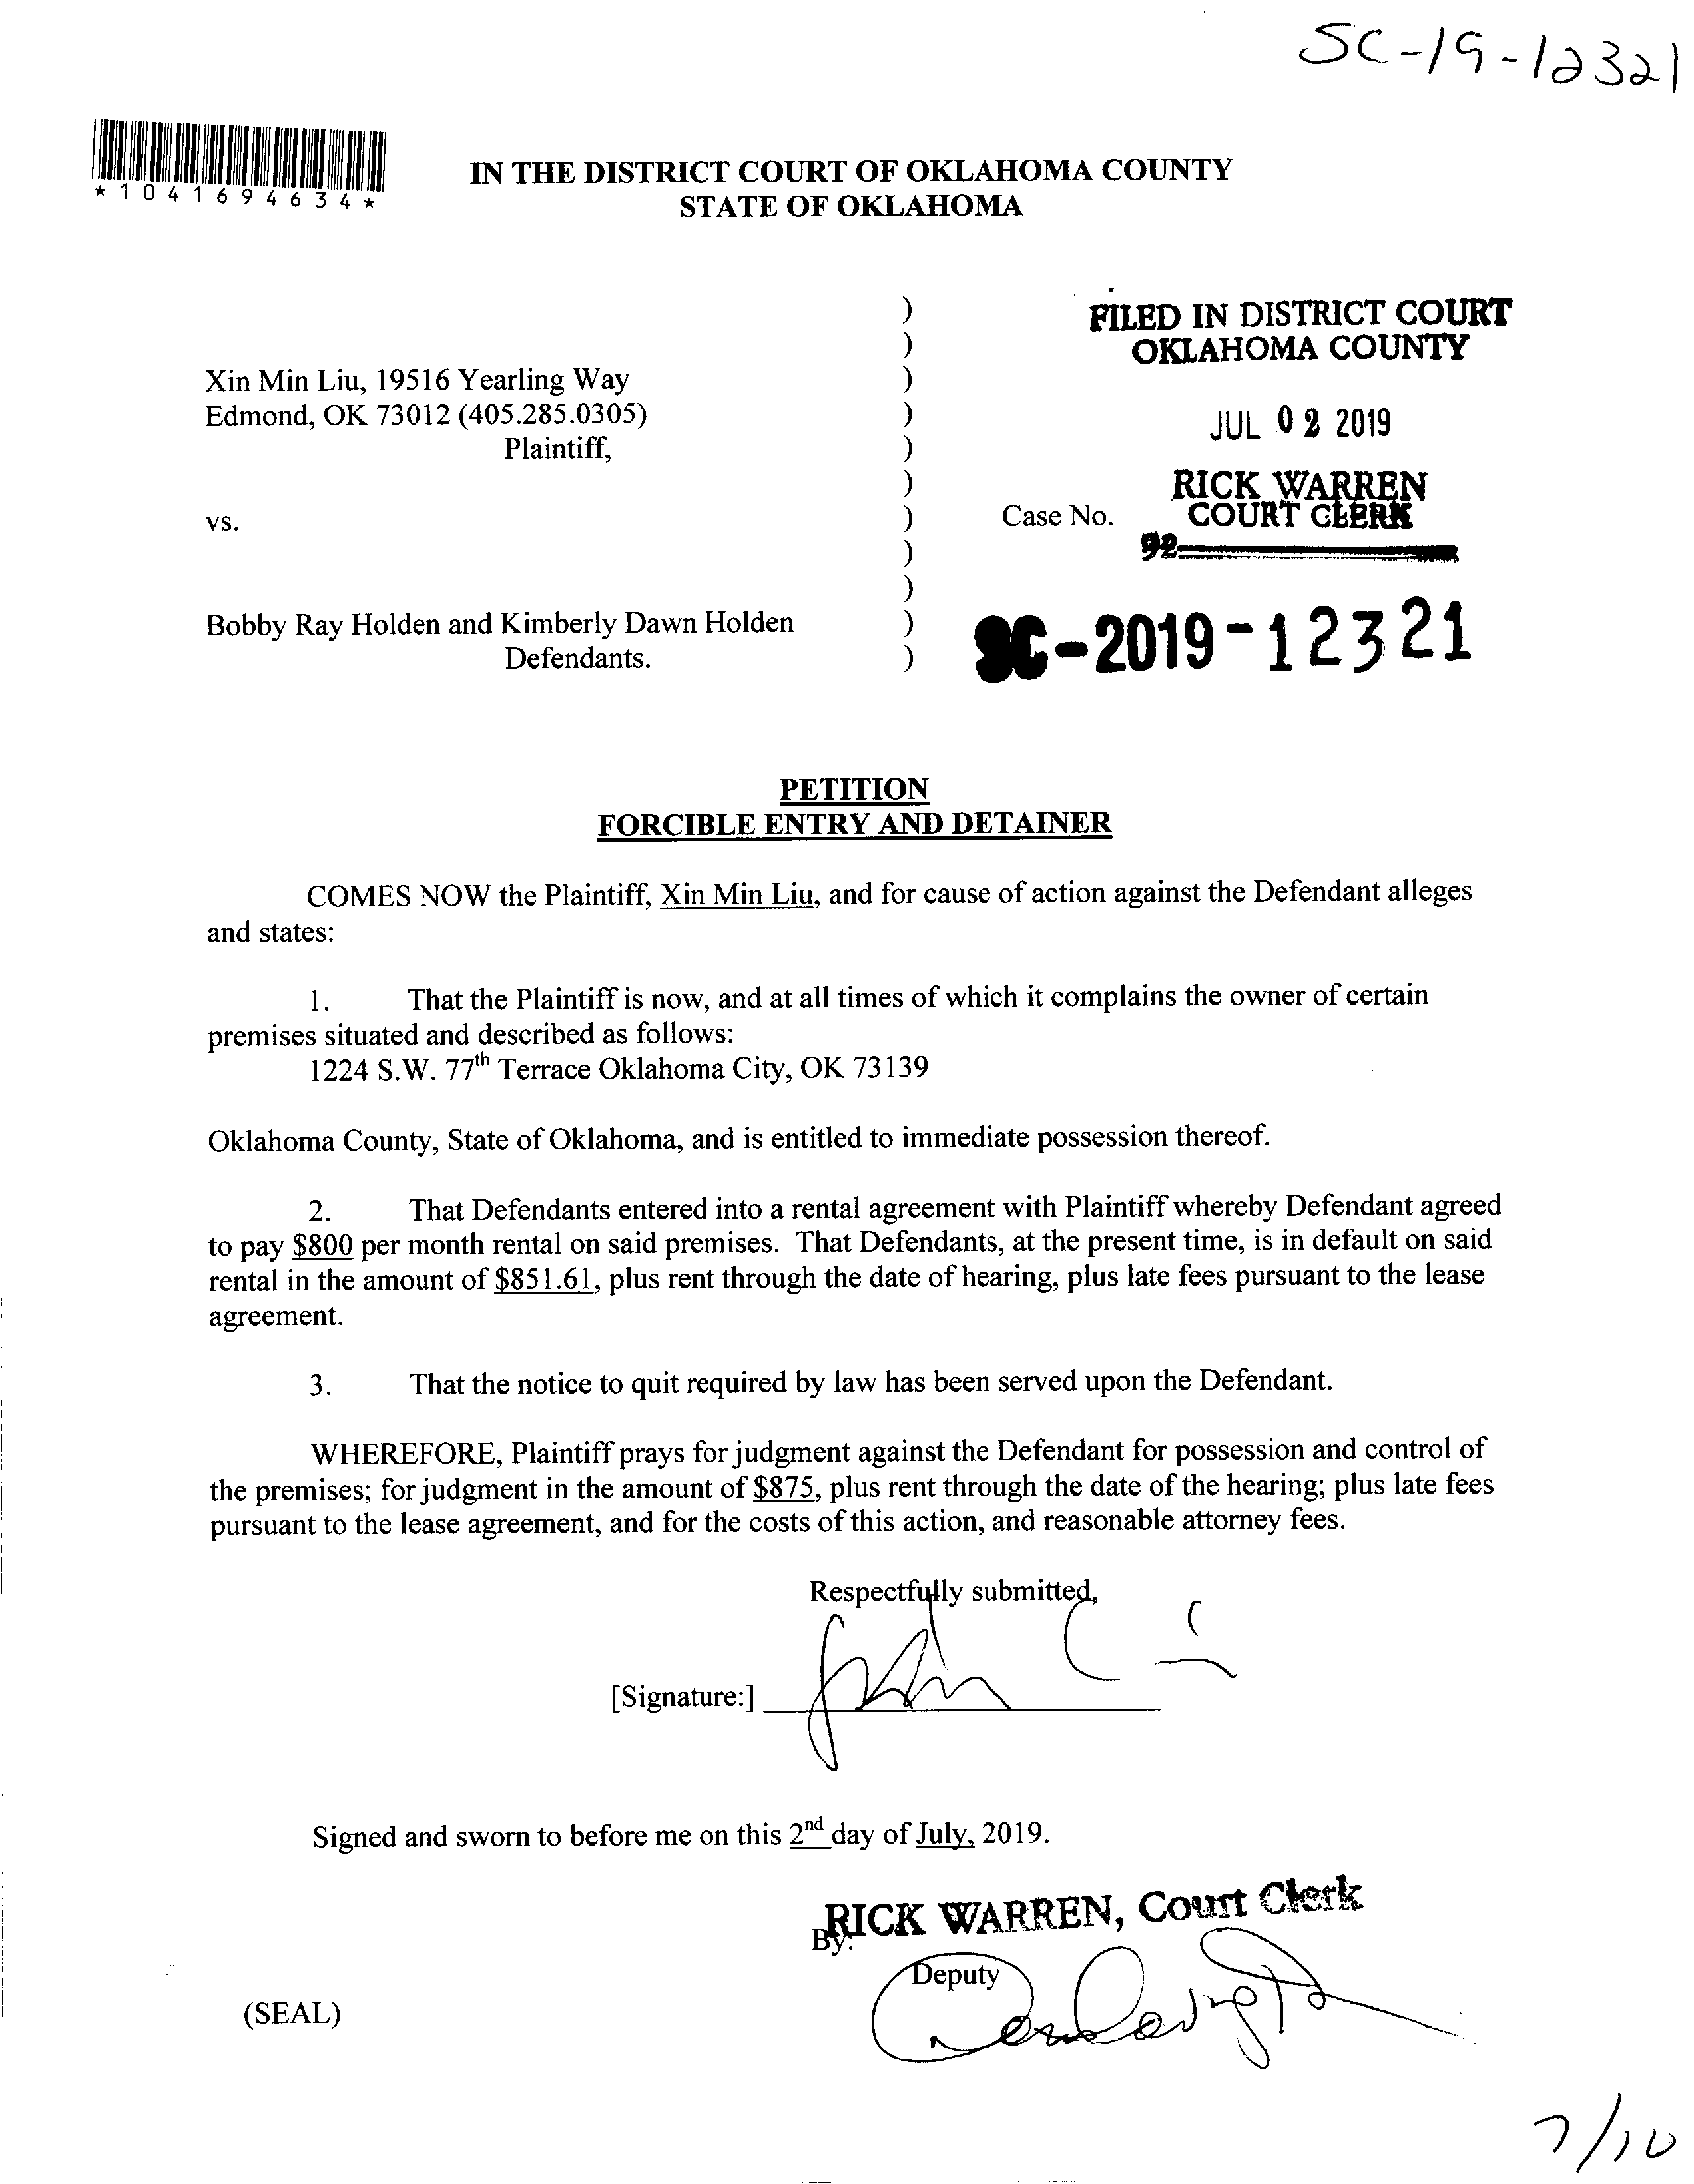 SC-19-12321
*1041694634*
IN THE DISTRICT COURT OF OKLAHOMA COUNTY
STATE OF OKLAHOMA
FILED IN DISTRICT COURT
OKLAHOMA COUNTY
JUL 02 2019
RICK WARREN
COURT CLERK
92
Xin Min Liu, 19516 Yearling Way
Edmond, OK 73012 (405.285.0305)
Plaintiff,
vs.
Case No.
SC-2019-12321
Bobby Ray Holden and Kimberly Dawn Holden
Defendants.
PETITION
FORCIBLE ENTRY AND DETAINER
COMES NOW the Plaintiff, Xin Min Liu, and for cause of action against the Defendant alleges
and states:
1. That the Plaintiff is now, and at all times of which it complains the owner of certain
premises situated and described as follows:
1224 S.W. 77th Terrace Oklahoma City, OK 73139
Oklahoma County, State of Oklahoma, and is entitled to immediate possession thereof.
2. That Defendants entered into a rental agreement with Plaintiff whereby Defendant agreed
to pay $800 per month rental on said premises. That Defendants, at the present time, is in default on said
rental in the amount of $851.61, plus rent through the date of hearing, plus late fees pursuant to the lease
agreement.
3. That the notice to quit required by law has been served upon the Defendant.
WHEREFORE, Plaintiff prays for judgment against the Defendant for possession and control of
the premises; for judgment in the amount of $875, plus rent through the date of the hearing; plus late fees
pursuant to the lease agreement, and for the costs of this action, and reasonable attorney fees.
Respectfully submitted,
[Signature:]
Signed and sworn to before me on this 2nd day of July, 2019.
RICK WARREN, Court Clerk
By:
Deputy
(SEAL)
7/10